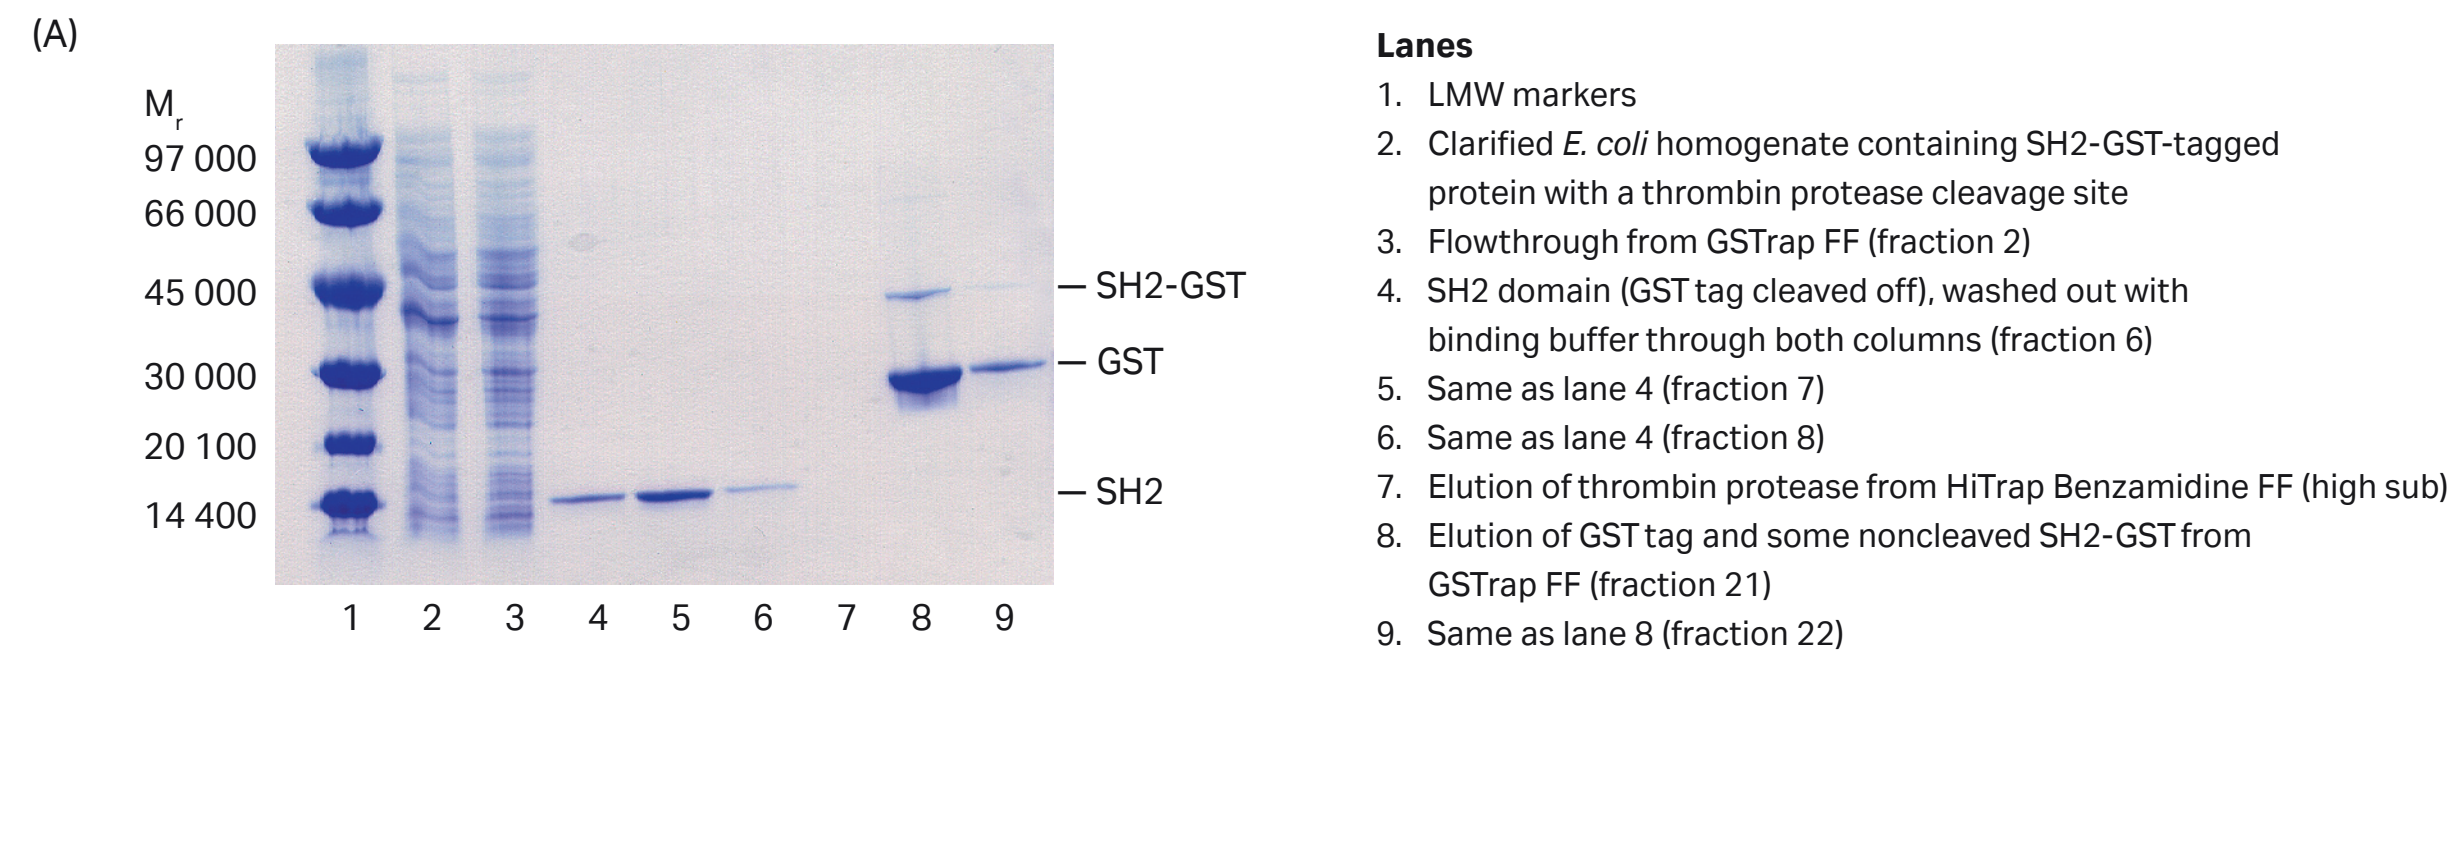 (A)
M r
97 000
66 000
45 000
30 000
20 100
14 400
SH2-GST
GST
SH2
1 2 3 4 5 6 7 8 9
Lanes
1. LMW markers
2. Clarified E. coli homogenate containing SH2-GST-tagged
protein with a thrombin protease cleavage site
3. Flowthrough from GSTrap FF (fraction 2)
4. SH2 domain (GST tag cleaved off), washed out with
binding buffer through both columns (fraction 6)
5. Same as lane 4 (fraction 7)
6. Same as lane 4 (fraction 8)
7. Elution of thrombin protease from HiTrap Benzamidine FF (high sub)
8. Elution of GST tag and some noncleaved SH2-GST from
GSTrap FF (fraction 21)
9. Same as lane 8 (fraction 22)